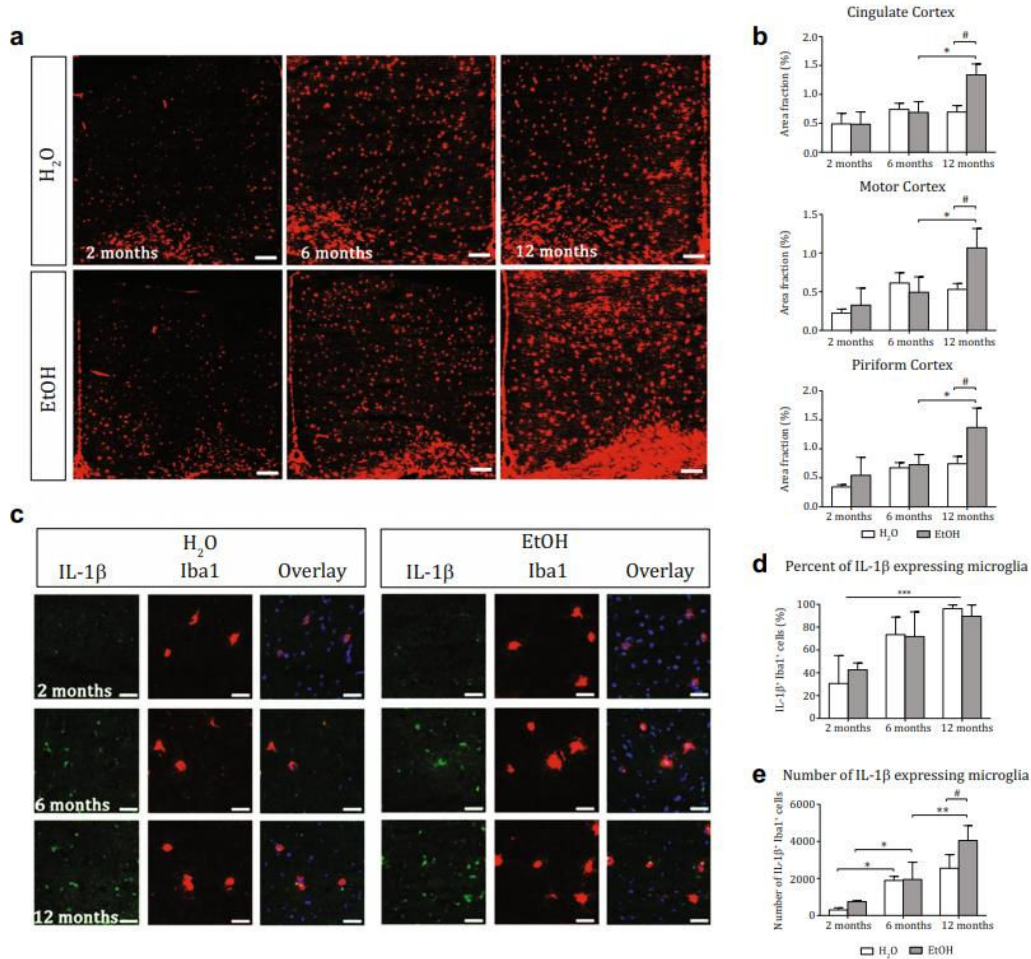 a
H₂O
2 months
6 months
12 months
EtOH
b
Cingulate Cortex
Area fraction (%)
2.0
1.5
1.0
0.5
0.0
*
#
2 months 6 months 12 months
Motor Cortex
Area fraction (%)
1.5
1.0
0.5
0.0
*
#
2 months 6 months 12 months
Piriform Cortex
Area fraction (%)
2.0
1.5
1.0
0.5
0.0
*
#
2 months 6 months 12 months
H₂O EtOH
c
H₂O EtOH
IL-1β Iba1 Overlay IL-1β Iba1 Overlay
2 months
6 months
12 months
d Percent of IL-1β expressing microglia
IL-1β⁺ Iba1⁺ cells (%)
100
80
60
40
20
0
***
2 months 6 months 12 months
e Number of IL-1β expressing microglia
Number of IL-1β⁺ Iba1⁺ cells
6000
4000
2000
0
*
*
**
#
2 months 6 months 12 months
H₂O EtOH